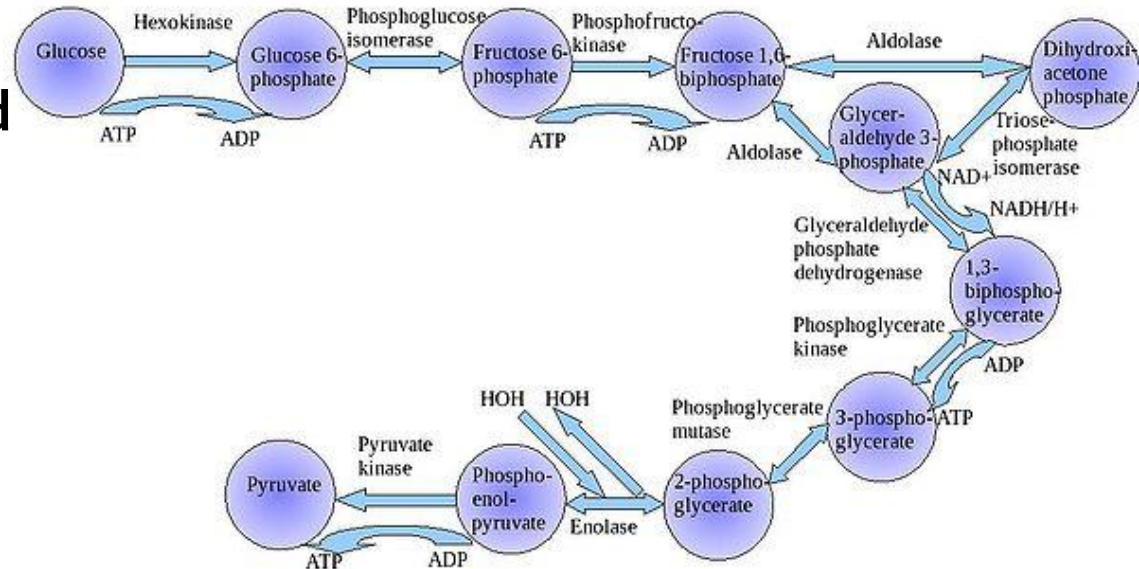 Hexokinase
Phosphoglucose
isomerase
Phosphofructo-
kinase
Aldolase
Glucose
Glucose 6-
phosphate
Fructose 6-
phosphate
Fructose 1,6-
biphosphate
Dihydroxi-
acetone
phosphate
d
ATP
ADP
ATP
ADP
Aldolase
Glycer-
aldehyde 3-
phosphate
Triose-
phosphate
isomerase
NAD+
NADH/H+
Glyceraldehyde
phosphate
dehydrogenase
1,3-
biphospho-
glycerate
Phosphoglycerate
kinase
ADP
ATP
3-phospho-
glycerate
Phosphoglycerate
mutase
2-phospho-
glycerate
HOH HOH
Enolase
Phospho-
enol-
pyruvate
Pyruvate
kinase
Pyruvate
ATP
ADP